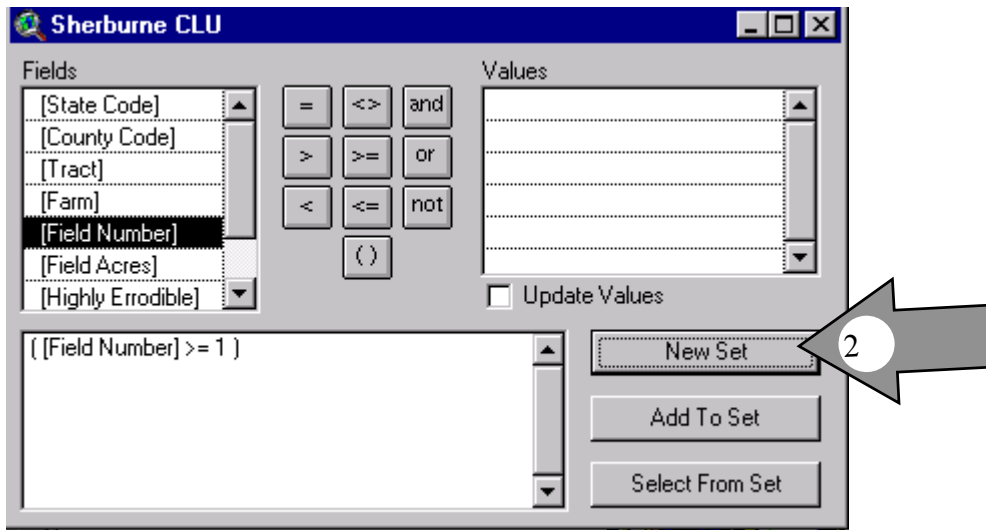 Sherburne CLU
Fields
Values
[State Code]
[County Code]
[Tract]
[Farm]
[Field Number]
[Field Acres]
[Highly Errodible]
= <> and
> >= or
< <= not
( )
Update Values
( [Field Number] >= 1 )
New Set
2
Add To Set
Select From Set